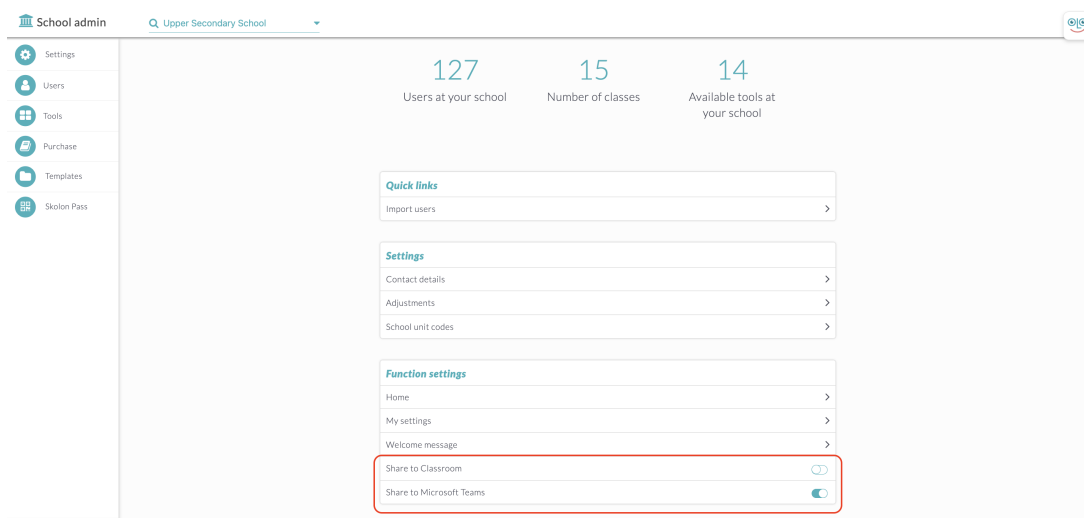 School admin
Upper Secondary School
Settings
Users
Tools
Purchase
Templates
Skolon Pass
127
Users at your school
15
Number of classes
14
Available tools at
your school
Quick links
Import users
Settings
Contact details
Adjustments
School unit codes
Function settings
Home
My settings
Welcome message
Share to Classroom
Share to Microsoft Teams